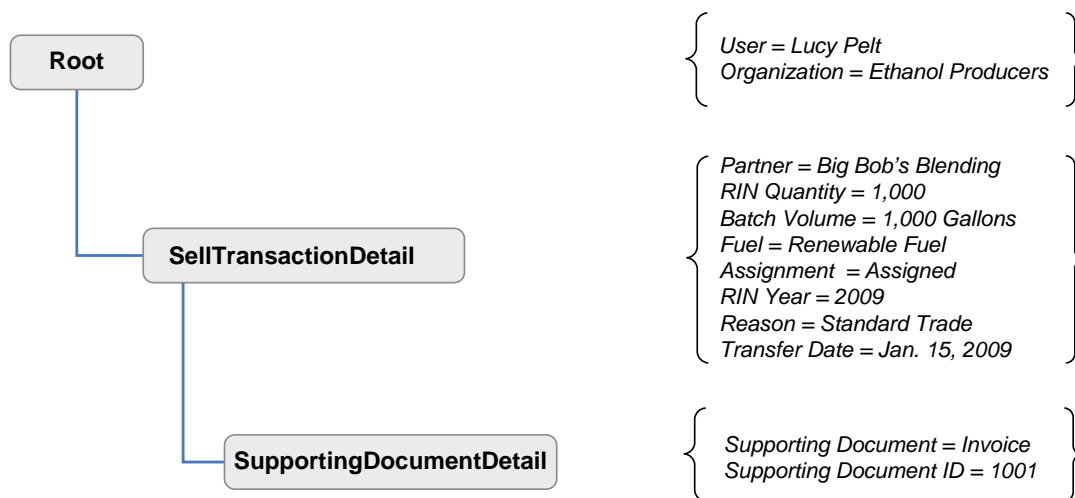 Root
User = Lucy Pelt
Organization = Ethanol Producers
SellTransactionDetail
Partner = Big Bob’s Blending
RIN Quantity = 1,000
Batch Volume = 1,000 Gallons
Fuel = Renewable Fuel
Assignment  = Assigned
RIN Year = 2009
Reason = Standard Trade
Transfer Date = Jan. 15, 2009
SupportingDocumentDetail
Supporting Document = Invoice
Supporting Document ID = 1001